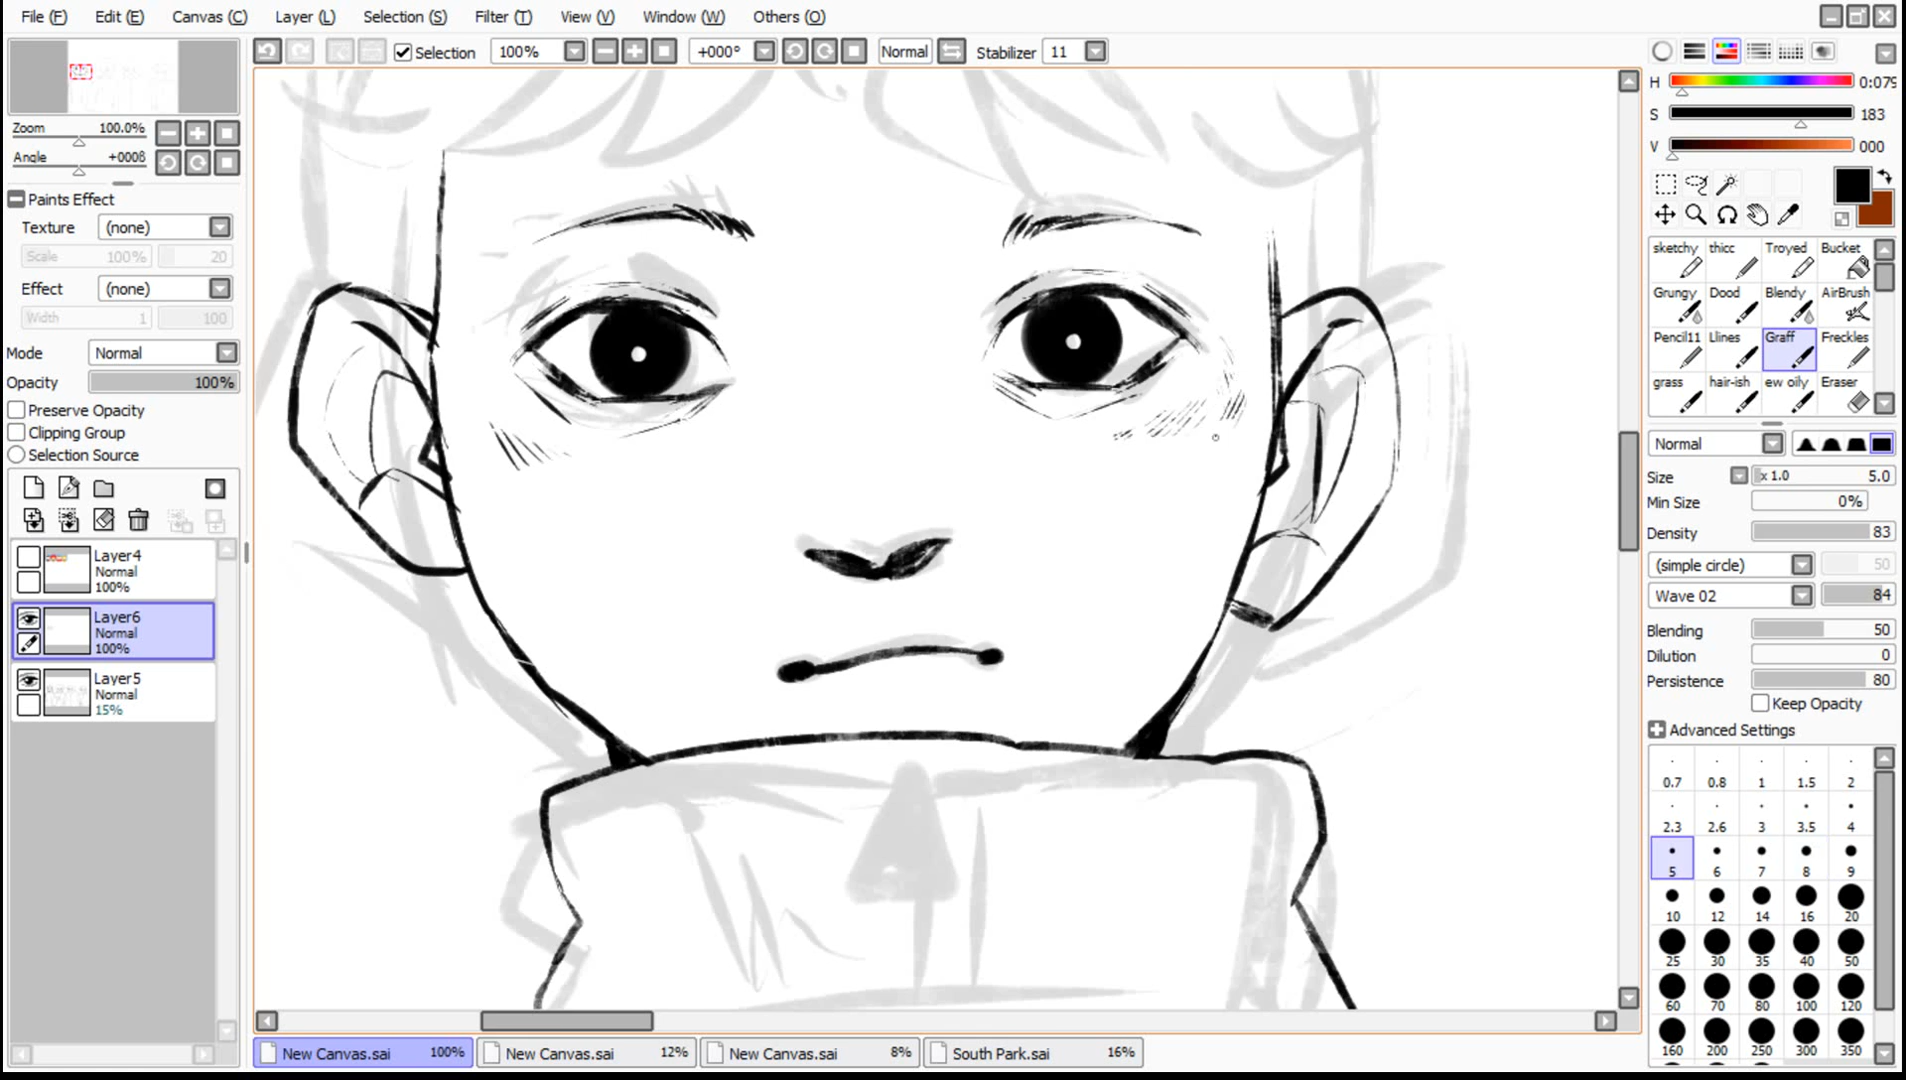 File (F) Edit (E) Canvas (C) Layer (L) Selection (S) Filter (T) View (V) Window (W) Others (O)
Selection 100% +000° Normal Stabilizer 11
Zoom 100.0%
Angle +0008
Paints Effect
Texture (none)
Scale 100% 20
Effect (none)
Width 1 100
Mode Normal
Opacity 100%
Preserve Opacity
Clipping Group
Selection Source
Layer4
Normal
100%
Layer6
Normal
100%
Layer5
Normal
15%
New Canvas.sai 100% New Canvas.sai 12% New Canvas.sai 8% South Park.sai 16%
H 0:079
S 183
V 000
sketchy thicc Troyed Bucket
Grungy Dood Blendy AirBrush
Pencil11 Llines Graff Freckles
grass hair-ish ew oily Eraser
Normal
Size x 1.0 5.0
Min Size 0%
Density 83
(simple circle) 50
Wave 02 84
Blending 50
Dilution 0
Persistence 80
Keep Opacity
Advanced Settings
0.7 0.8 1 1.5 2
2.3 2.6 3 3.5 4
5 6 7 8 9
10 12 14 16 20
25 30 35 40 50
60 70 80 100 120
160 200 250 300 350